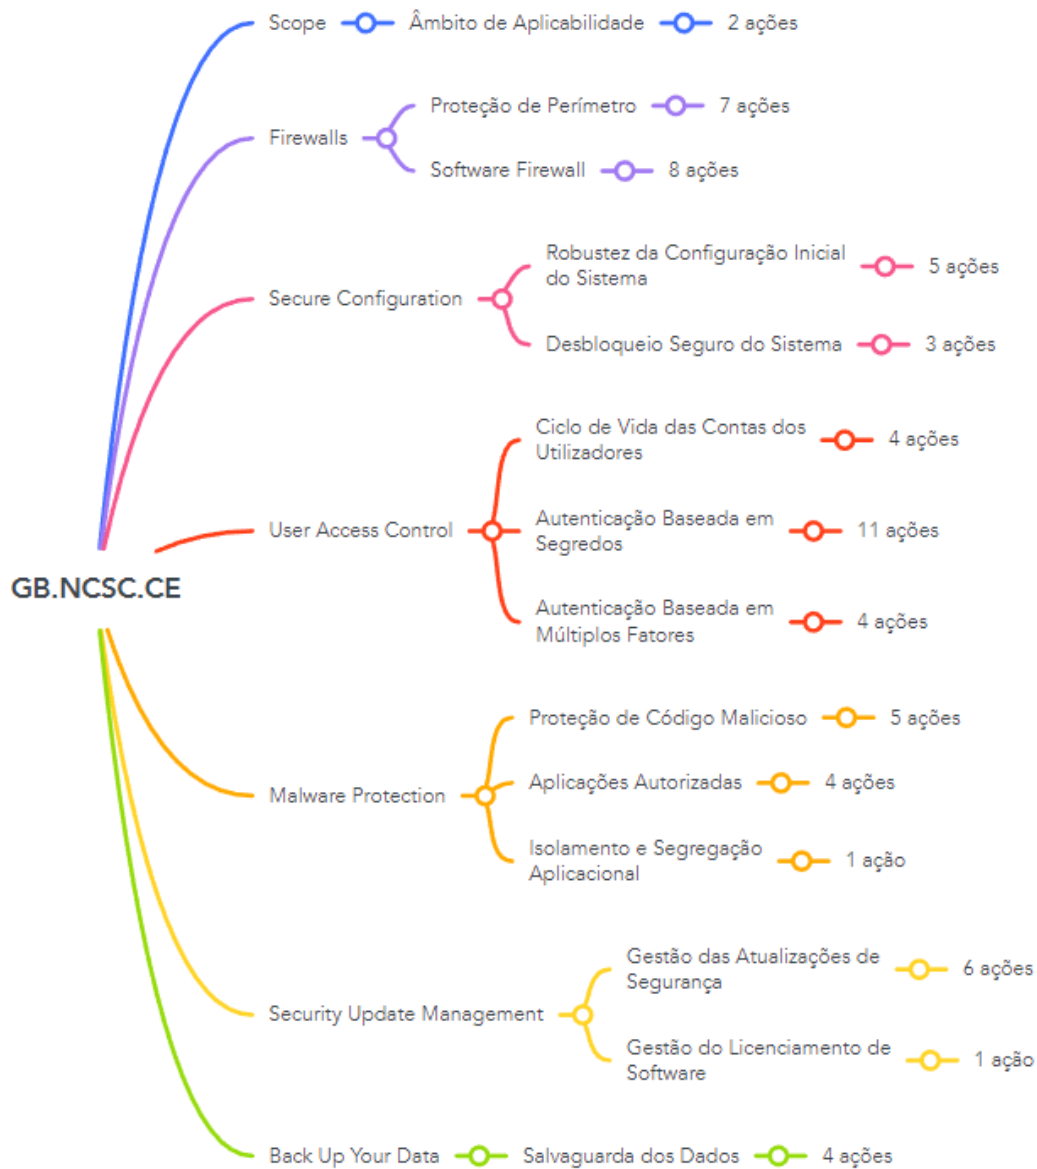 Scope
Âmbito de Aplicabilidade
2 ações
Firewalls
Proteção de Perímetro
7 ações
Software Firewall
8 ações
Secure Configuration
Robustez da Configuração Inicial
do Sistema
5 ações
Desbloqueio Seguro do Sistema
3 ações
GB.NCSC.CE
User Access Control
Ciclo de Vida das Contas dos
Utilizadores
4 ações
Autenticação Baseada em
Segredos
11 ações
Autenticação Baseada em
Múltiplos Fatores
4 ações
Malware Protection
Proteção de Código Malicioso
5 ações
Aplicações Autorizadas
4 ações
Isolamento e Segregação
Aplicacional
1 ação
Security Update Management
Gestão das Atualizações de
Segurança
6 ações
Gestão do Licenciamento de
Software
1 ação
Back Up Your Data
Salvaguarda dos Dados
4 ações